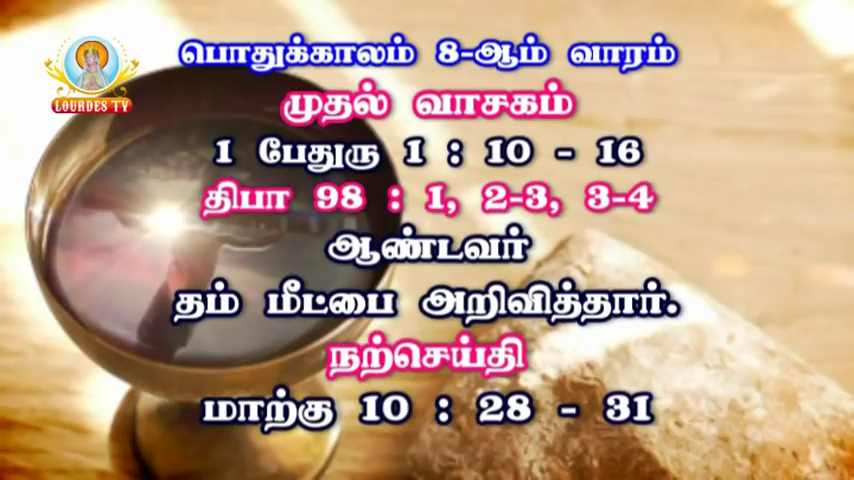 பொதுக்காலம் 8-ஆம் வாரம்
LOURDES TV
முதல் வாசகம்
1 பேதுரு 1 : 10 - 16
திபா 98 : 1, 2-3, 3-4
ஆண்டவர்
தம் மீட்பை அறிவித்தார்.
நற்செய்தி
மாற்கு 10 : 28 - 31